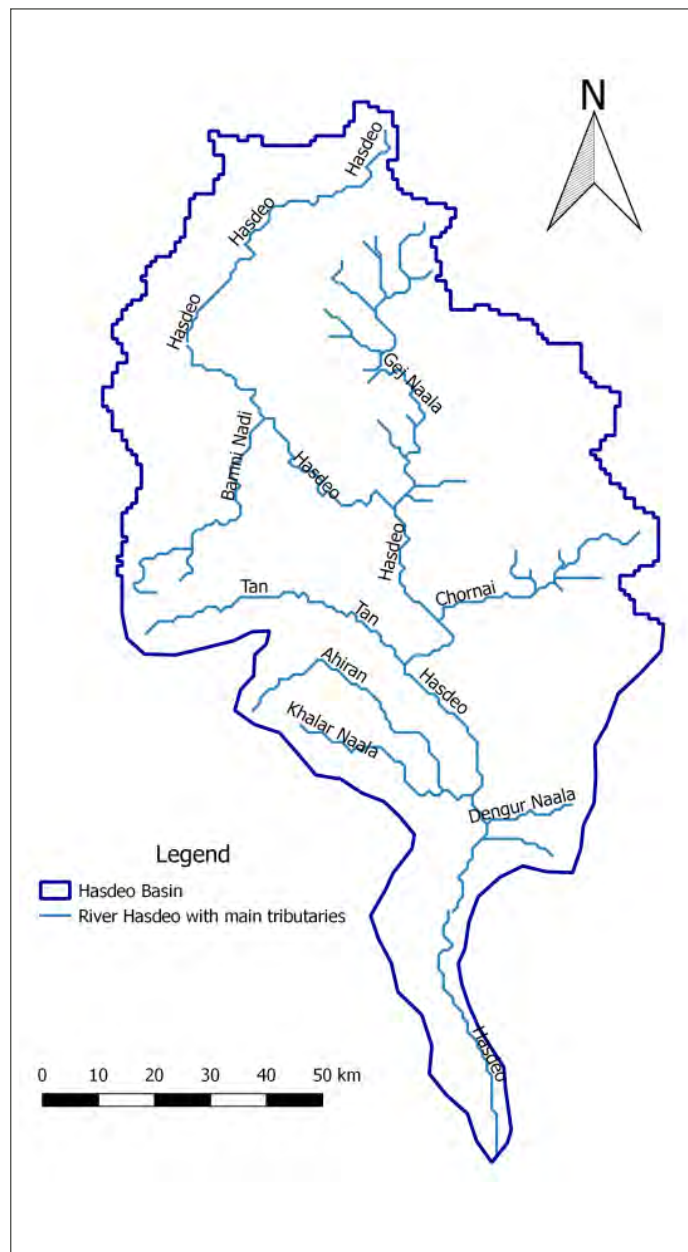 N
Hasdeo
Hasdeo
Hasdeo
Gej Naala
Bamni Nadi
Hasdeo
Hasdeo
Chornai
Tan
Tan
Ahiran
Hasdeo
Khalar Naala
Dengur Naala
Legend
Hasdeo Basin
River Hasdeo with main tributaries
Hasdeo
0 10 20 30 40 50 km